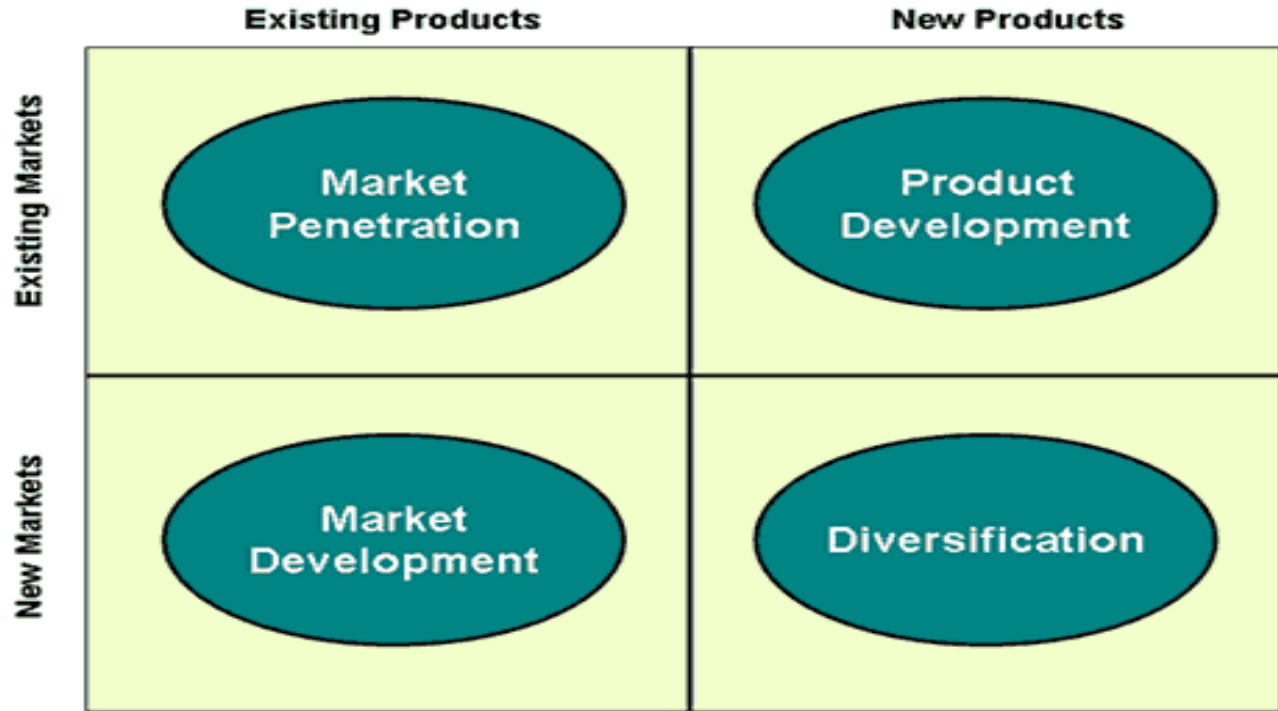 Existing Products
New Products
Existing Markets
Market
Penetration
Product
Development
New Markets
Market
Development
Diversification